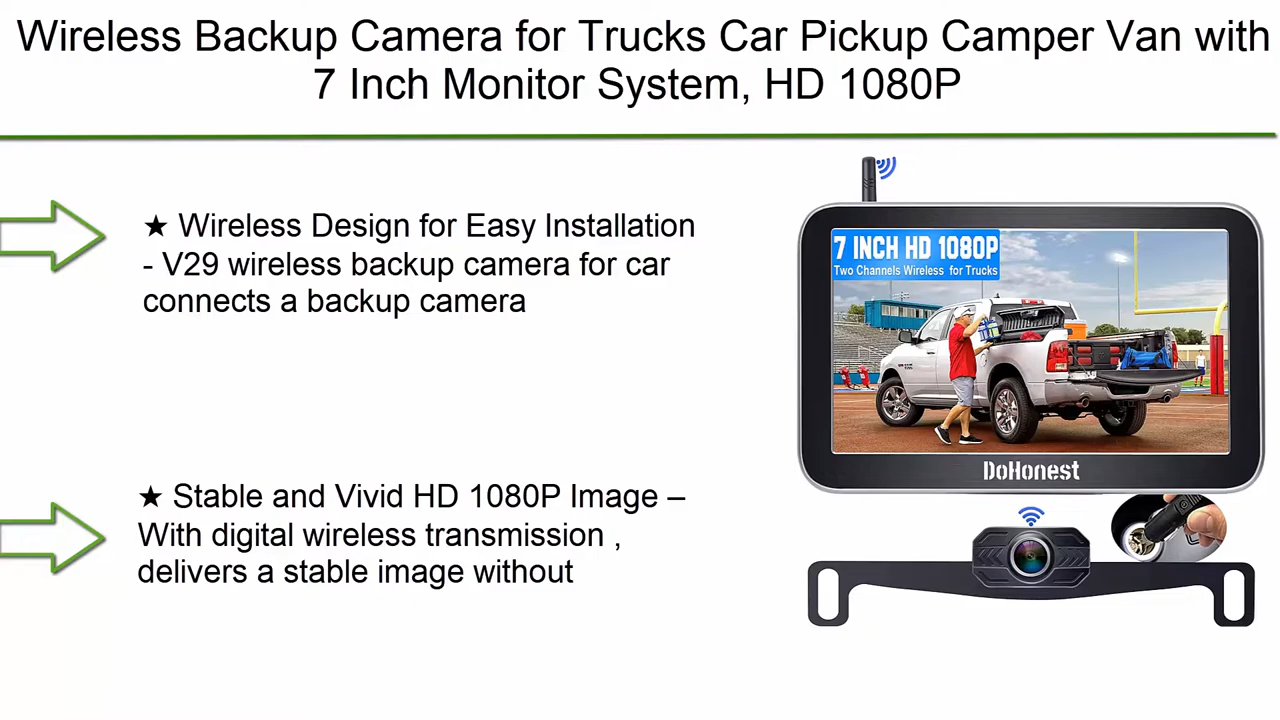 Wireless Backup Camera for Trucks Car Pickup Camper Van with
7 Inch Monitor System, HD 1080P
★ Wireless Design for Easy Installation
- V29 wireless backup camera for car
connects a backup camera
★ Stable and Vivid HD 1080P Image –
With digital wireless transmission ,
delivers a stable image without
7 INCH HD 1080P
Two Channels Wireless for Trucks
DoHonest